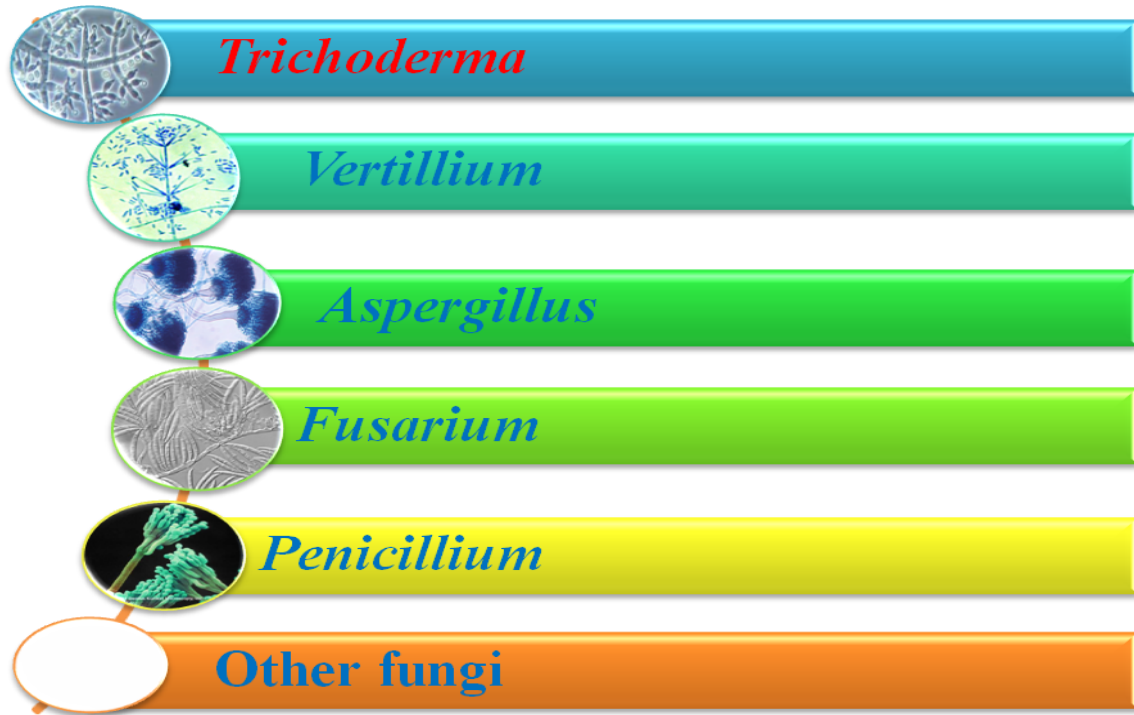 Trichoderma
Vertillium
Aspergillus
Fusarium
Penicillium
Other fungi